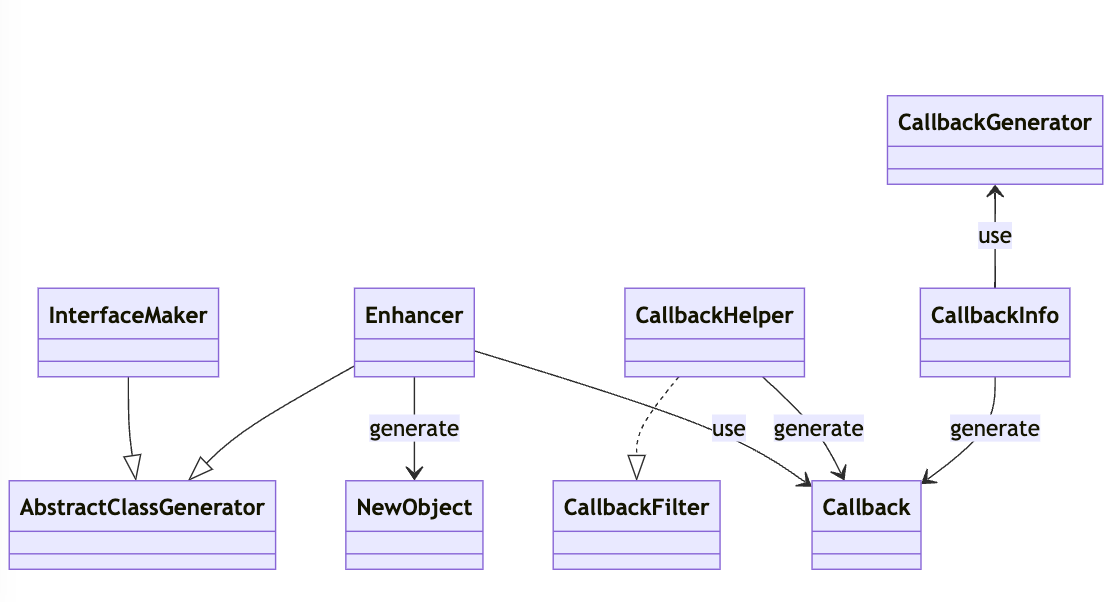 CallbackGenerator
use
InterfaceMaker
Enhancer
CallbackHelper
CallbackInfo
generate
use
generate
generate
AbstractClassGenerator
NewObject
CallbackFilter
Callback